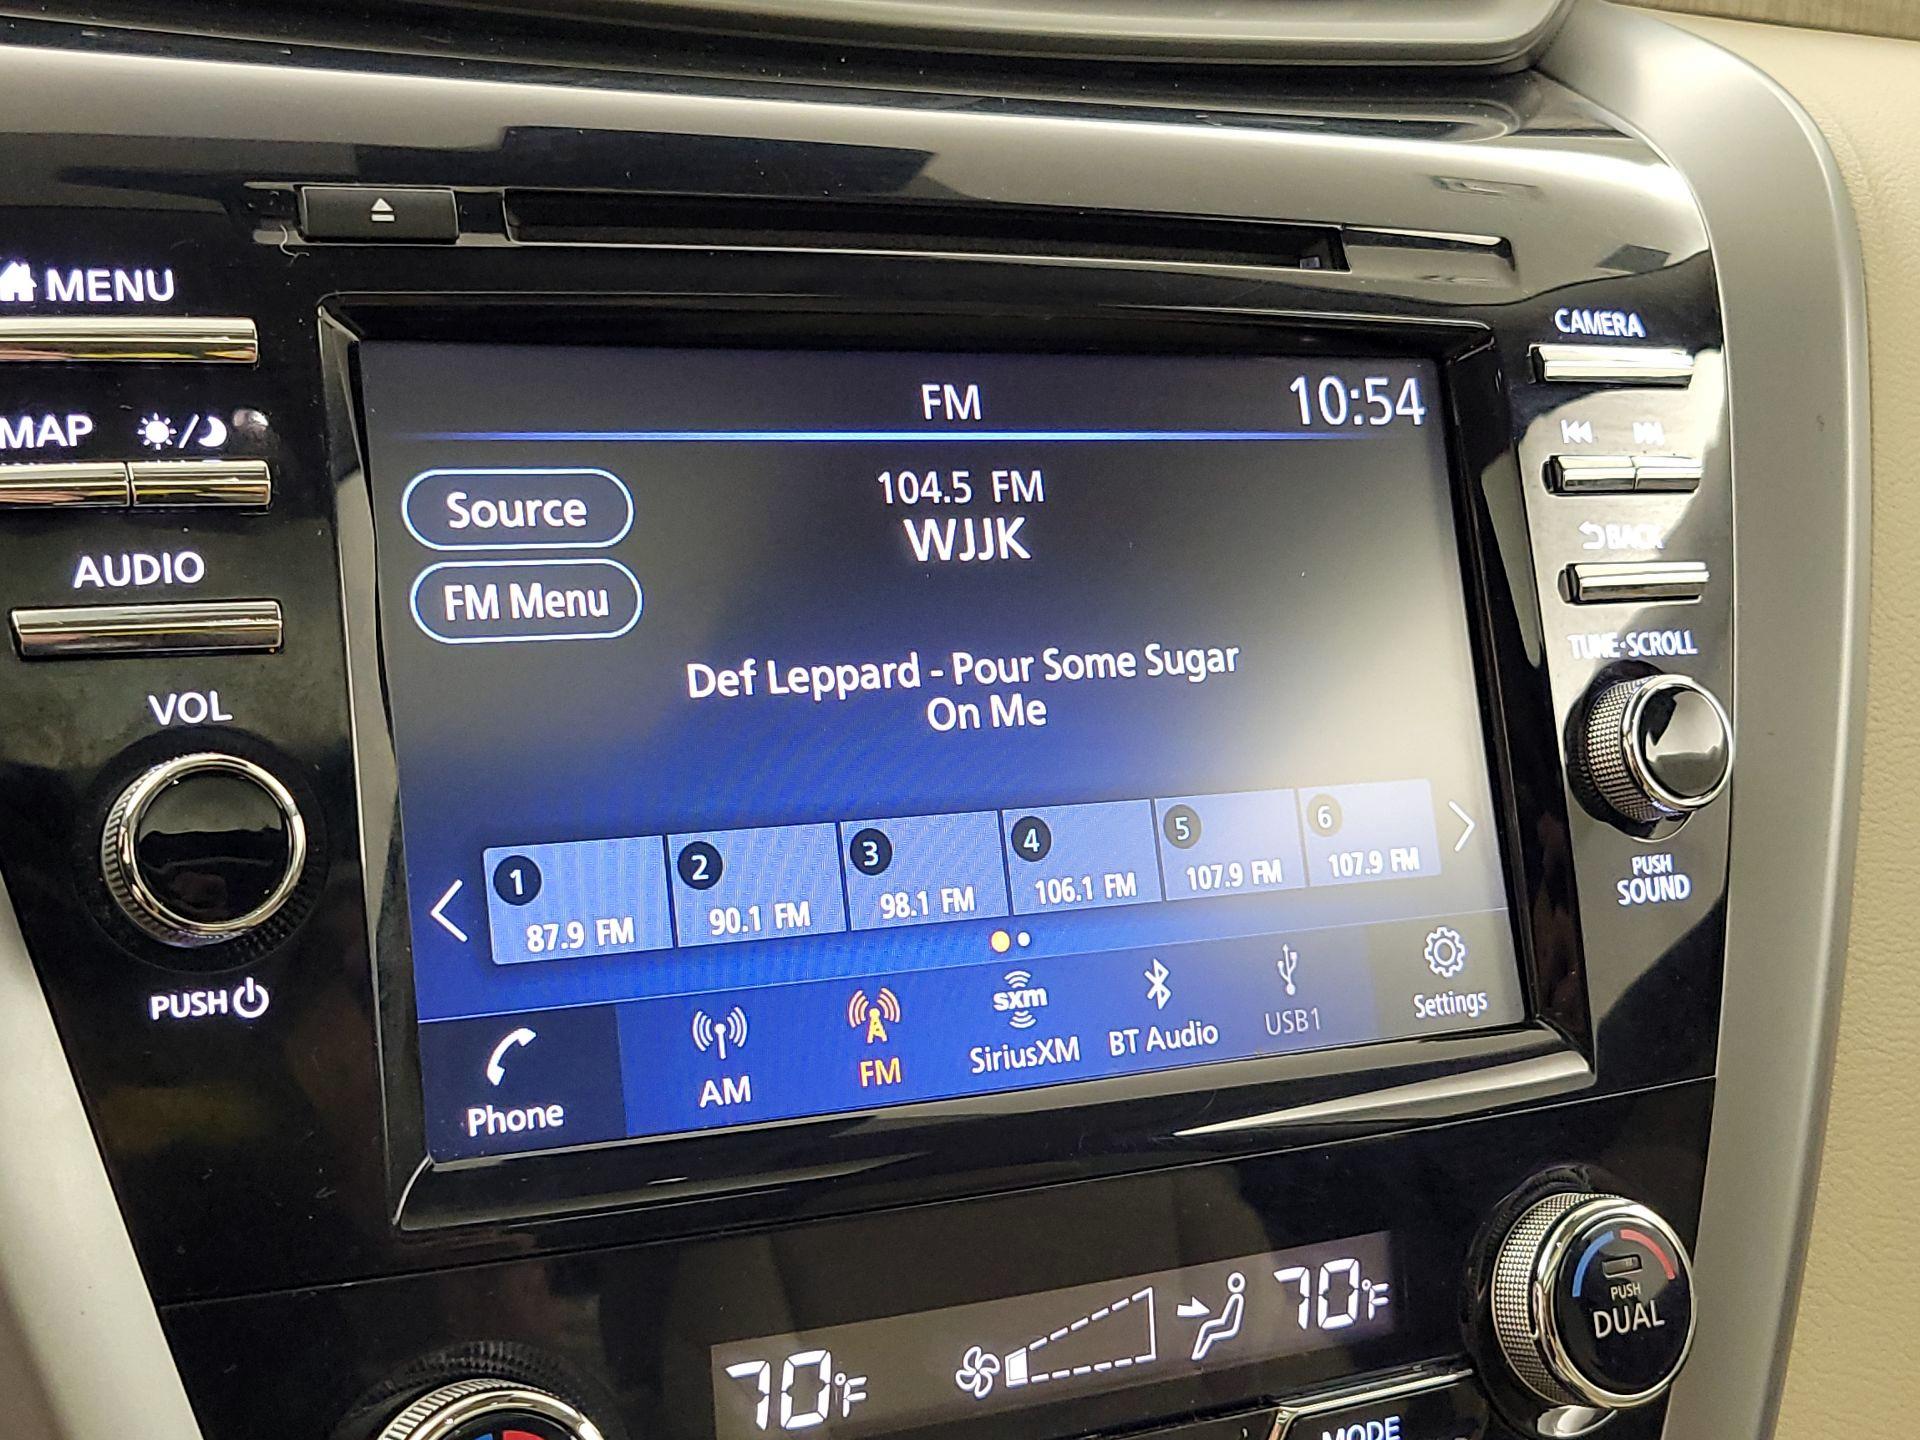 MENU
MAP
AUDIO
VOL
PUSH
FM
10:54
Source
FM Menu
104.5 FM
WJJK
Def Leppard - Pour Some Sugar
On Me
1
87.9 FM
2
90.1 FM
3
98.1 FM
4
106.1 FM
5
107.9 FM
6
107.9 FM
Phone
AM
FM
sxm
SiriusXM
BT Audio
USB1
Settings
CAMERA
BACK
TUNE·SCROLL
PUSH
SOUND
70°F
70°F
PUSH
DUAL
MODE